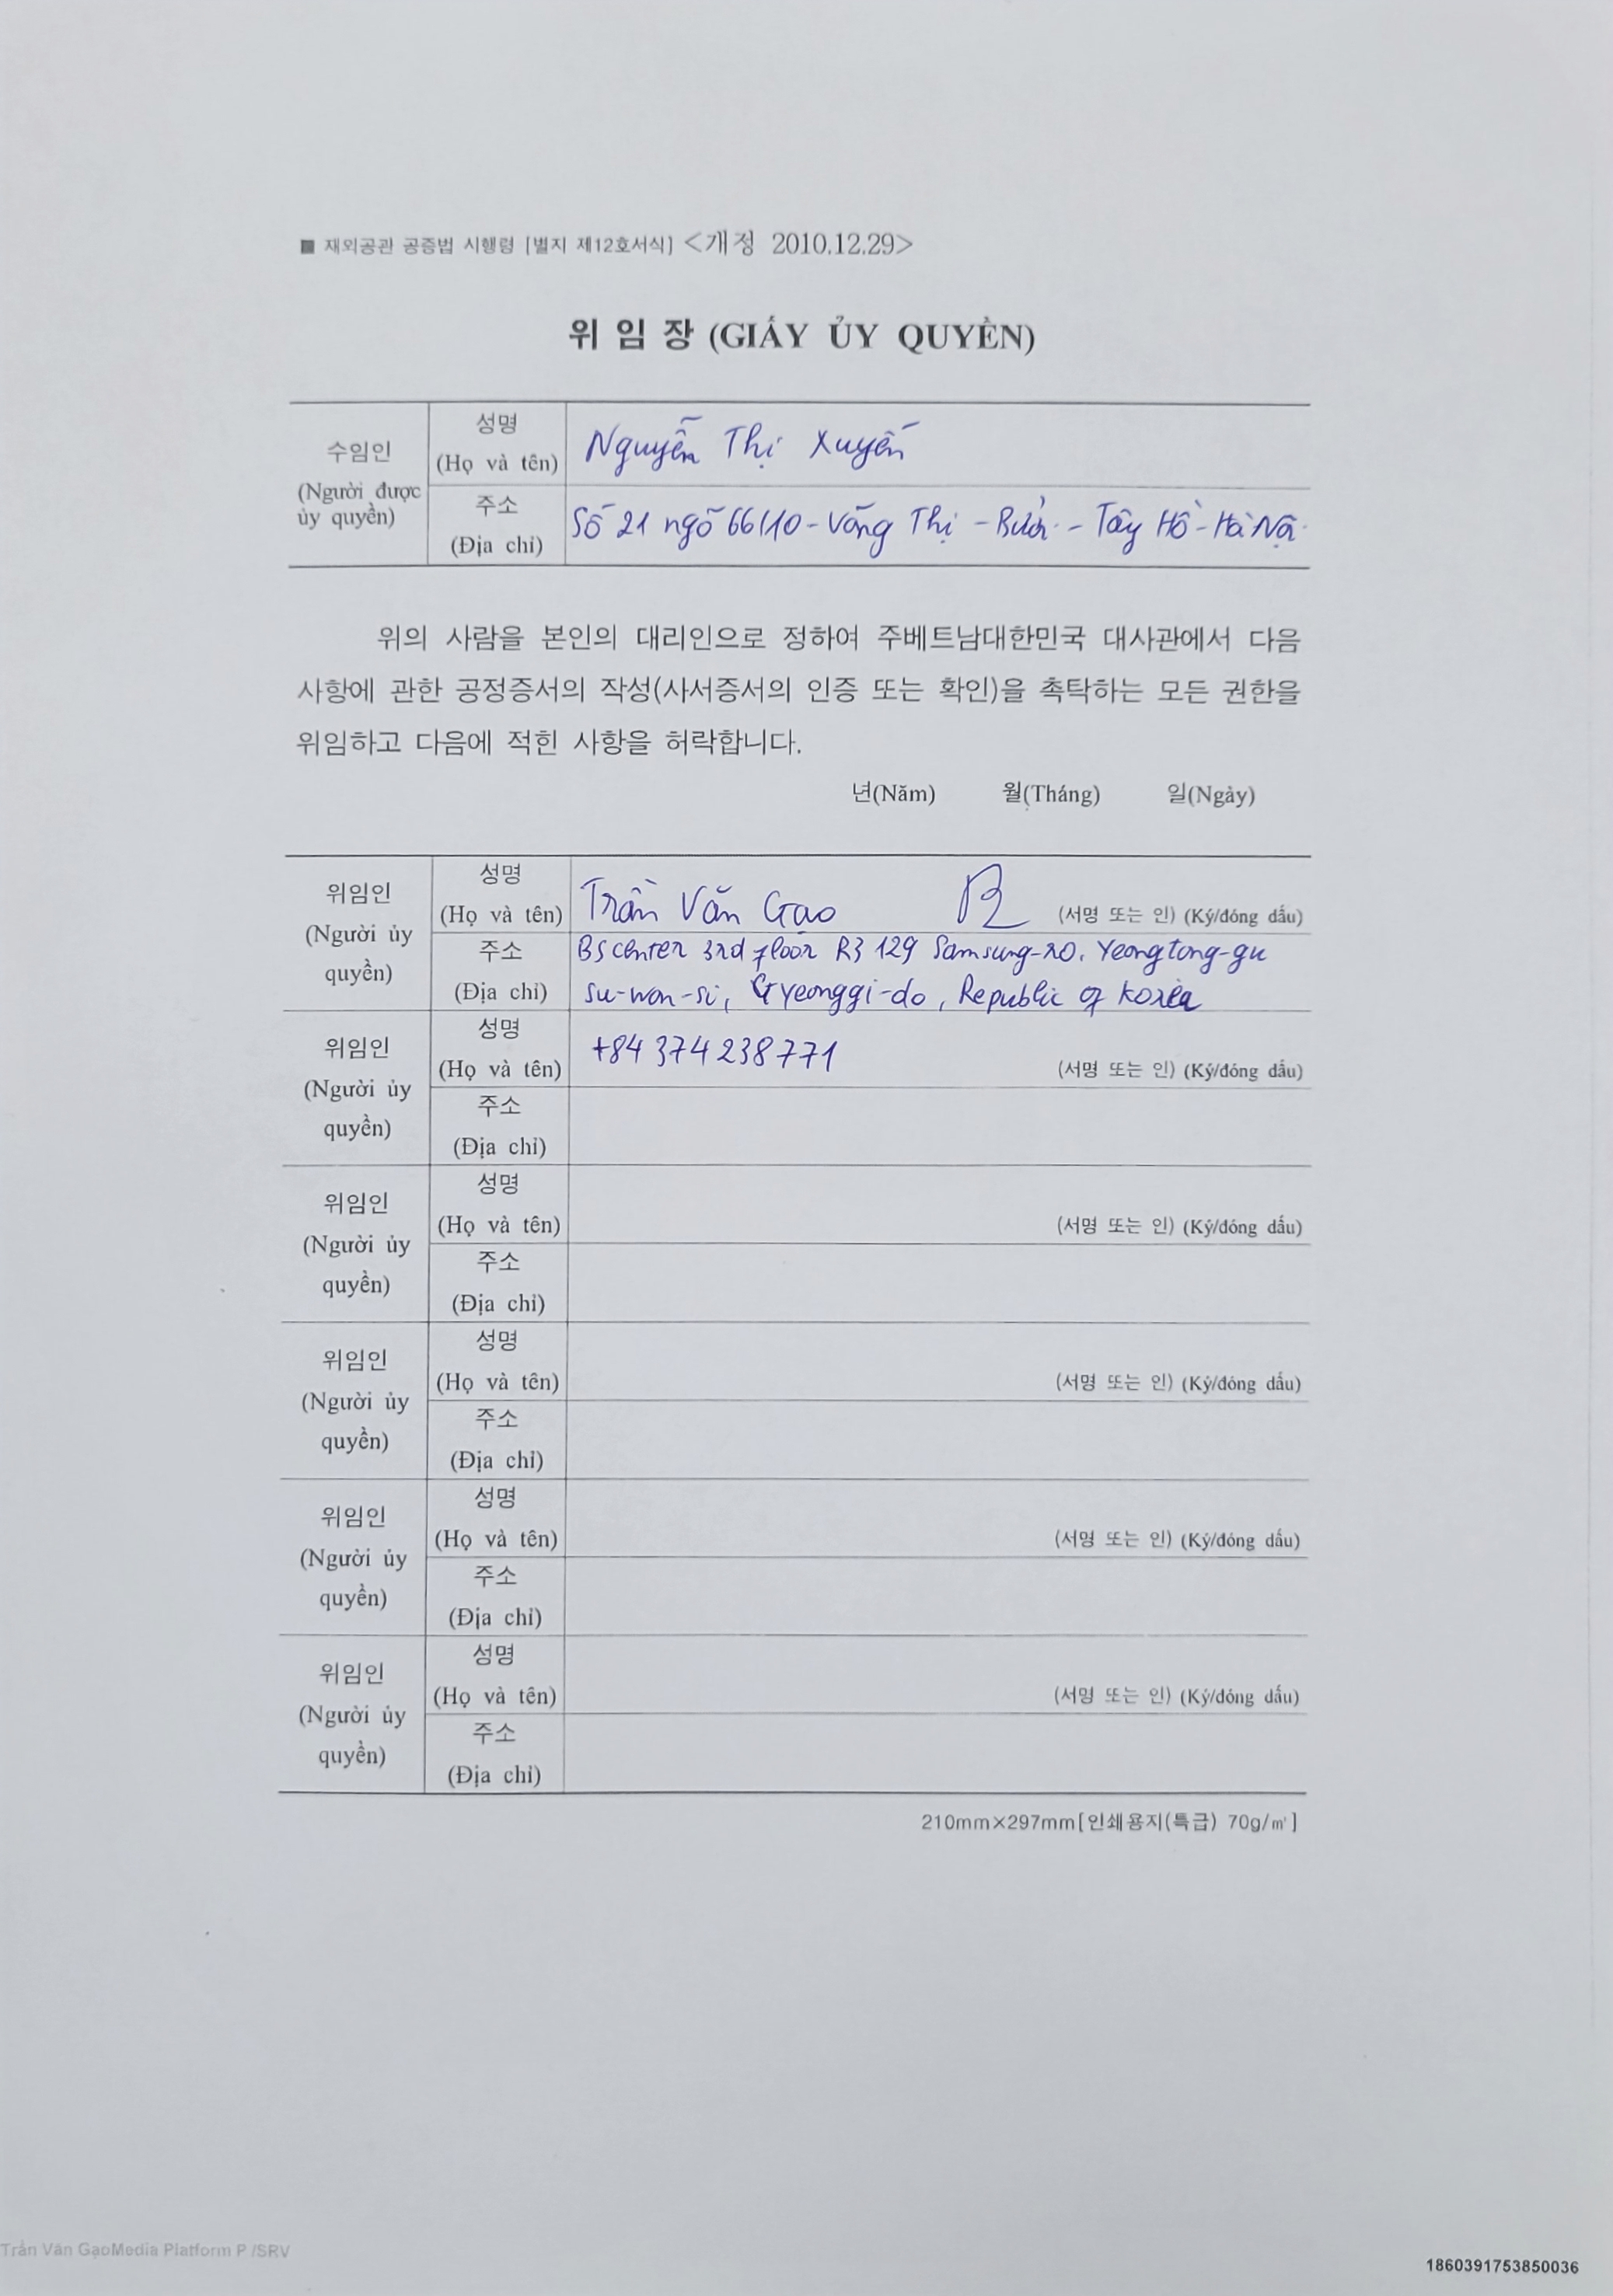 ■ 재외공관 공증법 시행령 [별지 제12호서식] <개정 2010.12.29>
위 임 장 (GIẤY ỦY QUYỀN)
수임인
(Người được
ủy quyền)
성명
(Họ và tên)
Nguyễn Thị Xuyến
주소
(Địa chỉ)
Số 21 ngõ 66/10 - Võng Thị - Bưởi - Tây Hồ - Hà Nội
위의 사람을 본인의 대리인으로 정하여 주베트남대한민국 대사관에서 다음
사항에 관한 공정증서의 작성(사서증서의 인증 또는 확인)을 촉탁하는 모든 권한을
위임하고 다음에 적힌 사항을 허락합니다.
년(Năm) 월(Tháng) 일(Ngày)
위임인
(Người ủy
quyền)
성명
(Họ và tên)
Trần Văn Gạo (서명 또는 인) (Ký/đóng dấu)
주소
(Địa chỉ)
BS center 3rd floor R3 129 Samsung-ro, Yeongtong-gu
Su-won-si, Gyeonggi-do, Republic of Korea
위임인
(Người ủy
quyền)
성명
(Họ và tên)
+84 374 238 771 (서명 또는 인) (Ký/đóng dấu)
주소
(Địa chỉ)
위임인
(Người ủy
quyền)
성명
(Họ và tên)
(서명 또는 인) (Ký/đóng dấu)
주소
(Địa chỉ)
위임인
(Người ủy
quyền)
성명
(Họ và tên)
(서명 또는 인) (Ký/đóng dấu)
주소
(Địa chỉ)
위임인
(Người ủy
quyền)
성명
(Họ và tên)
(서명 또는 인) (Ký/đóng dấu)
주소
(Địa chỉ)
위임인
(Người ủy
quyền)
성명
(Họ và tên)
(서명 또는 인) (Ký/đóng dấu)
주소
(Địa chỉ)
210mm×297mm[인쇄용지(특급) 70g/㎡]
Trần Văn GạoMedia Platform P /SRV
1860391753850036